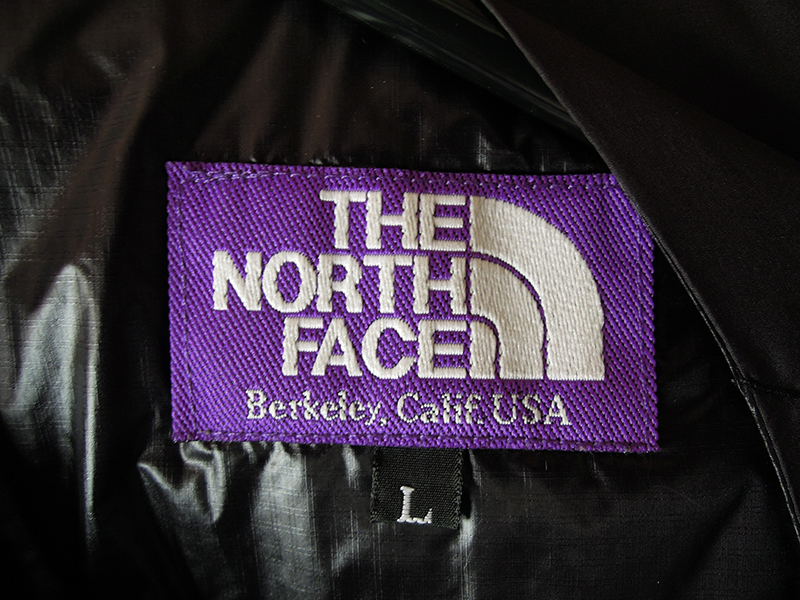 THE
NORTH
FACE
Berkeley, Calif. USA
L